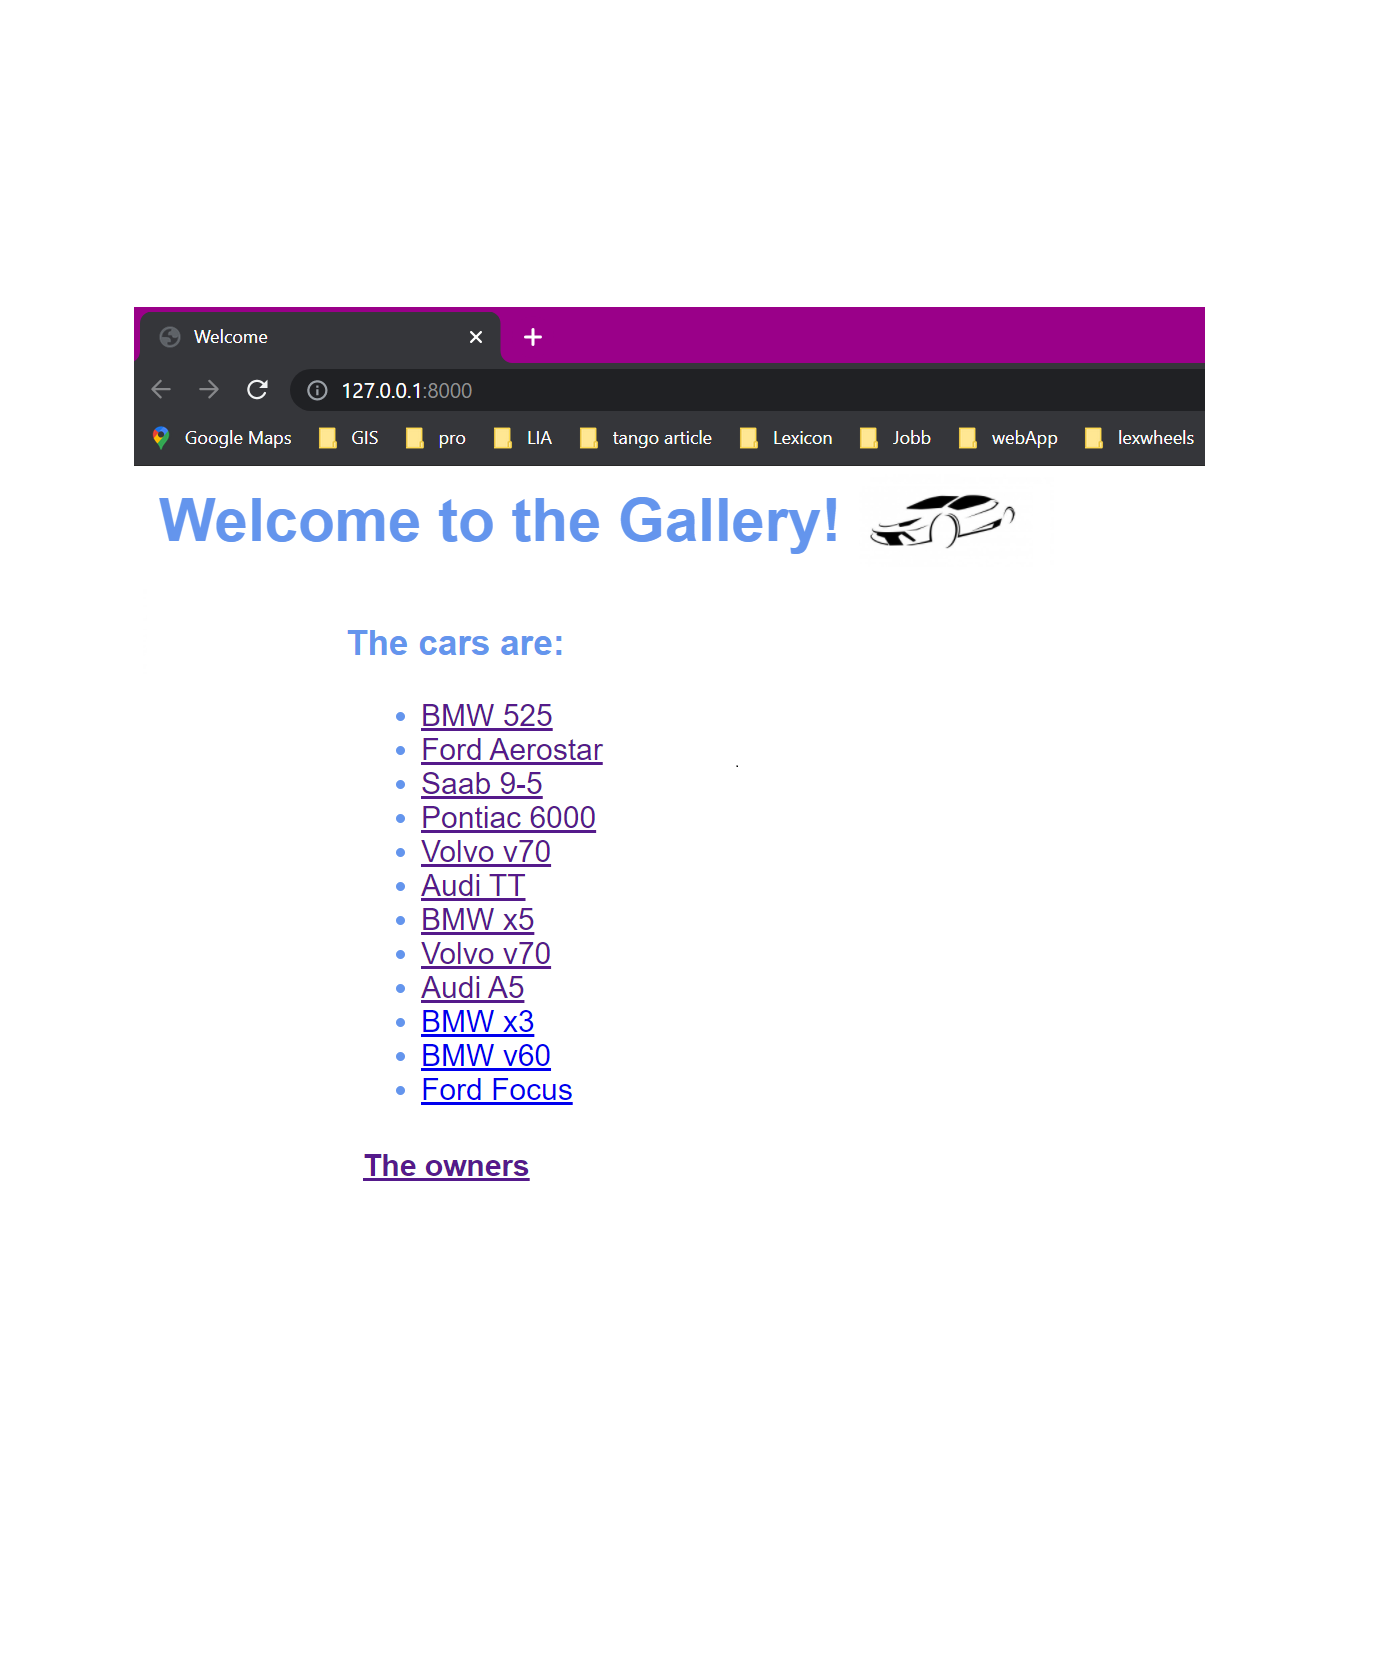 Welcome
127.0.0.1:8000
Google Maps GIS pro LIA tango article Lexicon Jobb webApp lexwheels
Welcome to the Gallery!
The cars are:
BMW 525
Ford Aerostar
Saab 9-5
Pontiac 6000
Volvo v70
Audi TT
BMW x5
Volvo v70
Audi A5
BMW x3
BMW v60
Ford Focus
The owners